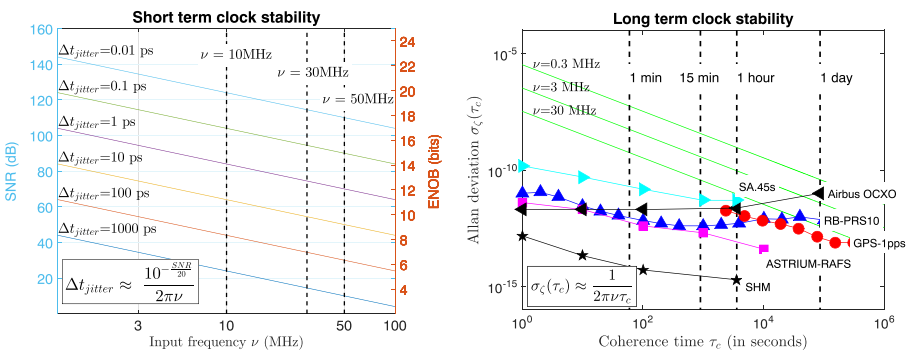 Short term clock stability
SNR (dB)
160
140
120
100
80
60
40
20
Δt_jitter=0.01 ps
Δt_jitter=0.1 ps
Δt_jitter=1 ps
Δt_jitter=10 ps
Δt_jitter=100 ps
Δt_jitter=1000 ps
ν = 10MHz
ν = 30MHz
ν = 50MHz
Δt_jitter ≈ 10^(-SNR/20) / 2πν
24
22
20
18
16
14
12
10
8
6
4
ENOB (bits)
3 10 30 50 100
Input frequency ν (MHz)
Long term clock stability
Allan deviation σ_ζ(τ_c)
10^-5
10^-10
10^-15
ν=0.3 MHz
ν=3 MHz
ν=30 MHz
1 min 15 min 1 hour 1 day
SA.45s
Airbus OCXO
RB-PRS10
GPS-1pps
ASTRIUM-RAFS
SHM
σ_ζ(τ_c) ≈ 1 / 2πντ_c
10^0 10^2 10^4 10^6
Coherence time τ_c (in seconds)